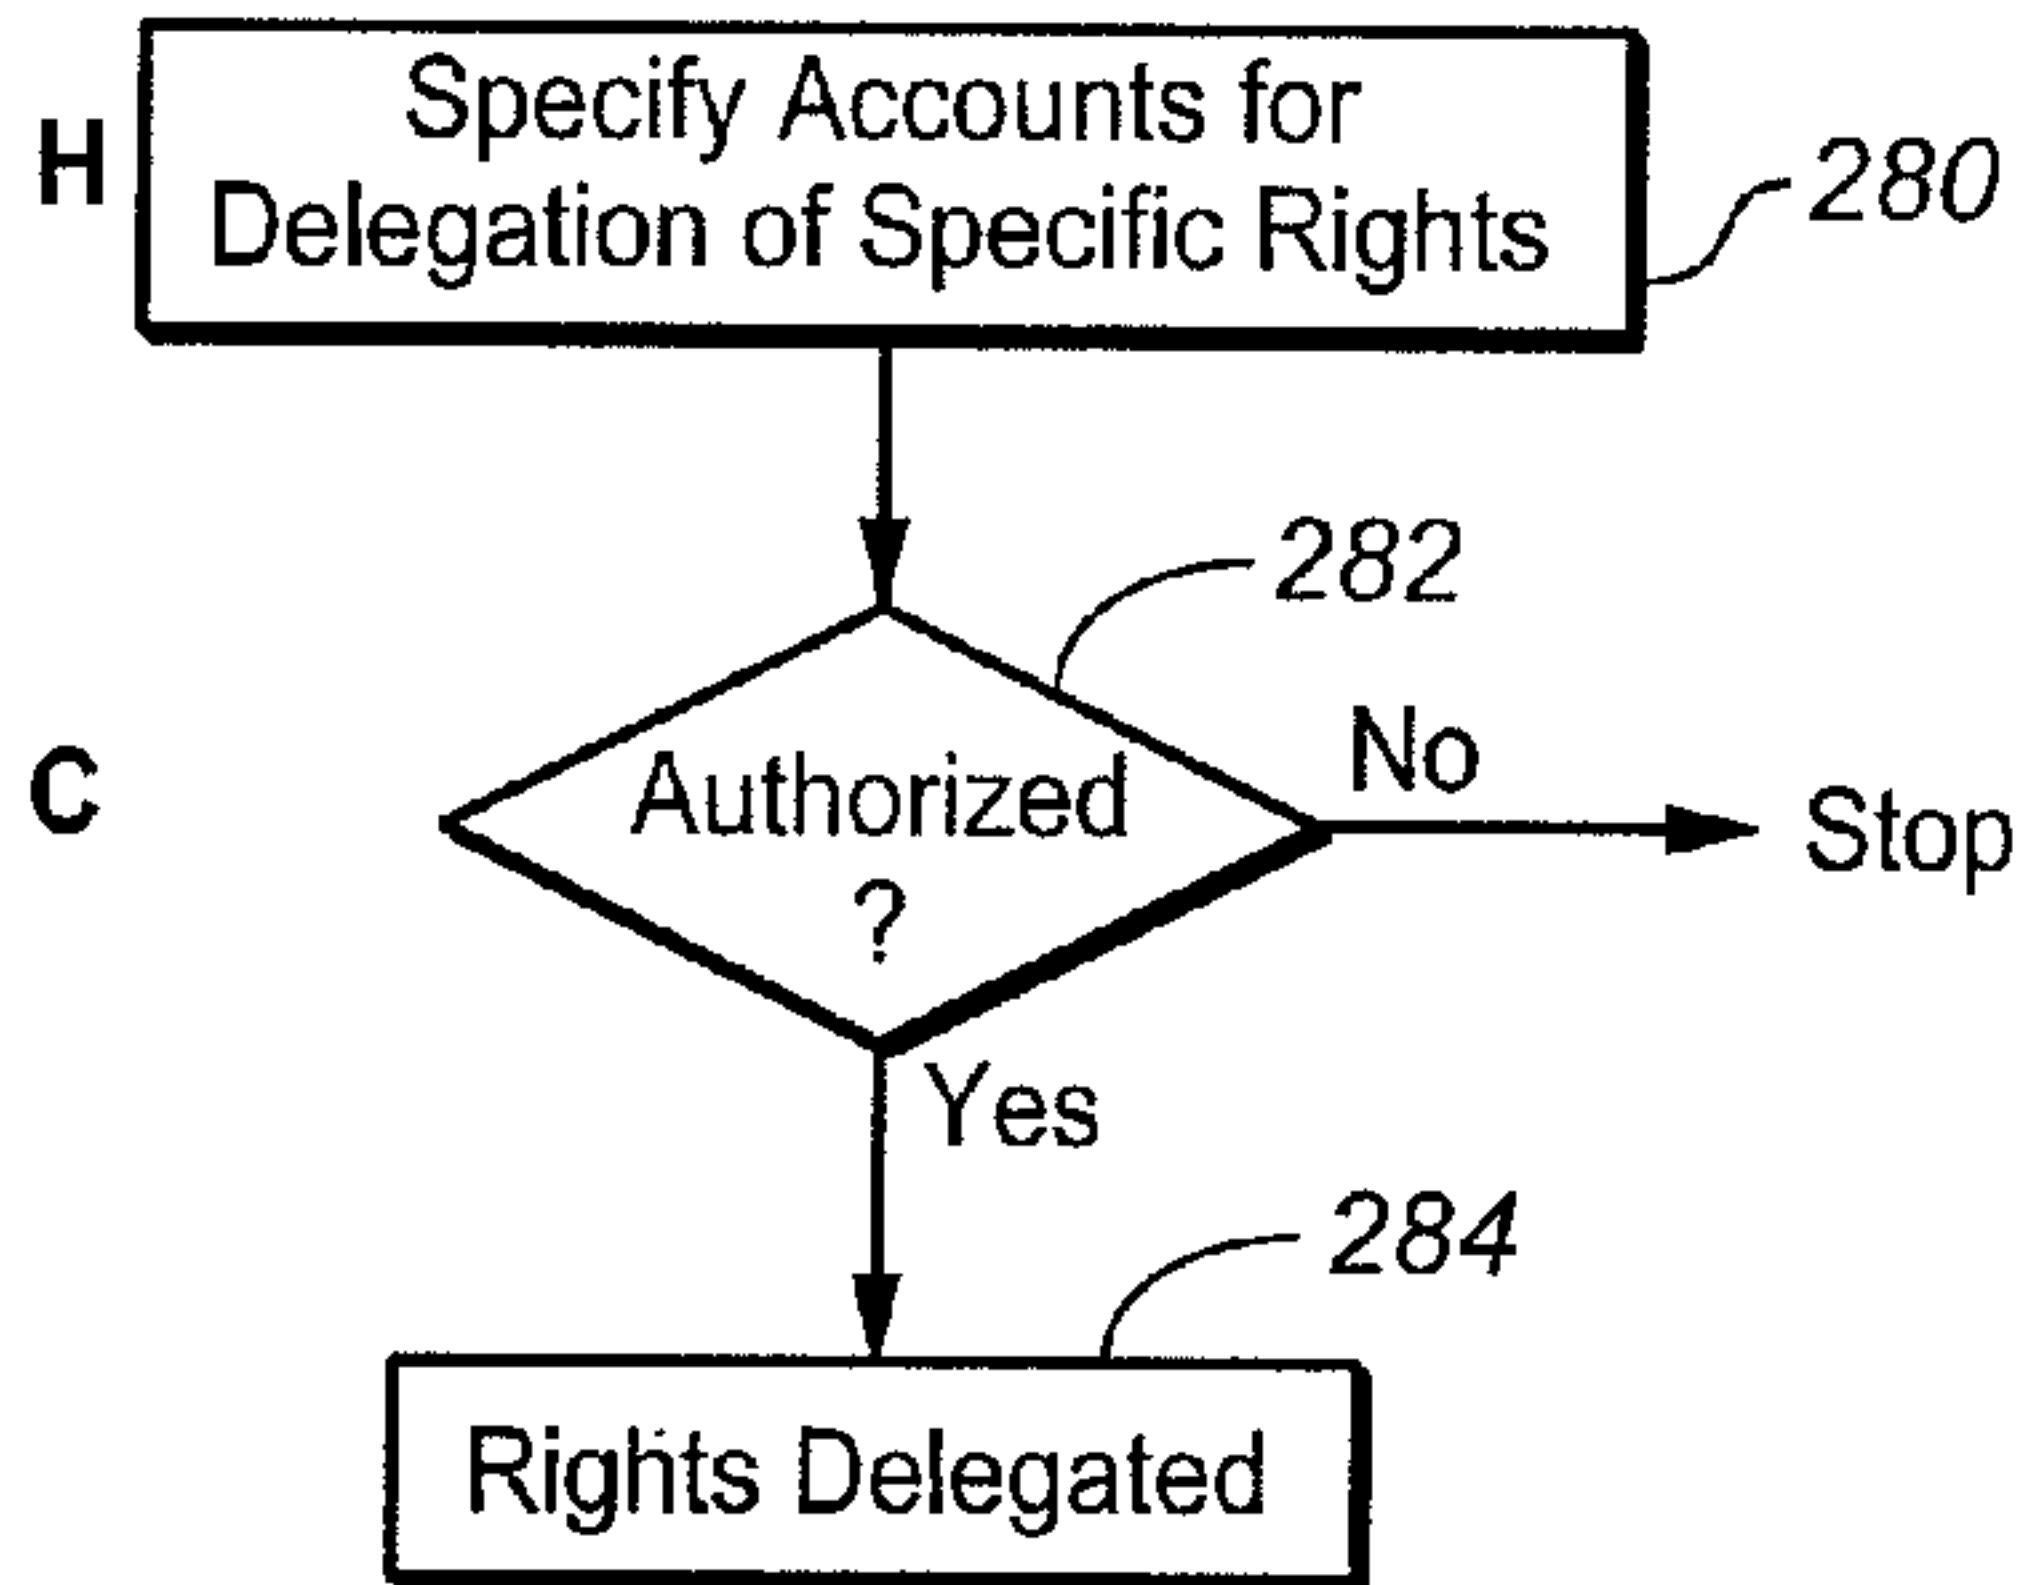 H
Specify Accounts for
Delegation of Specific Rights
280
282
C
Authorized
?
No
Stop
Yes
284
Rights Delegated